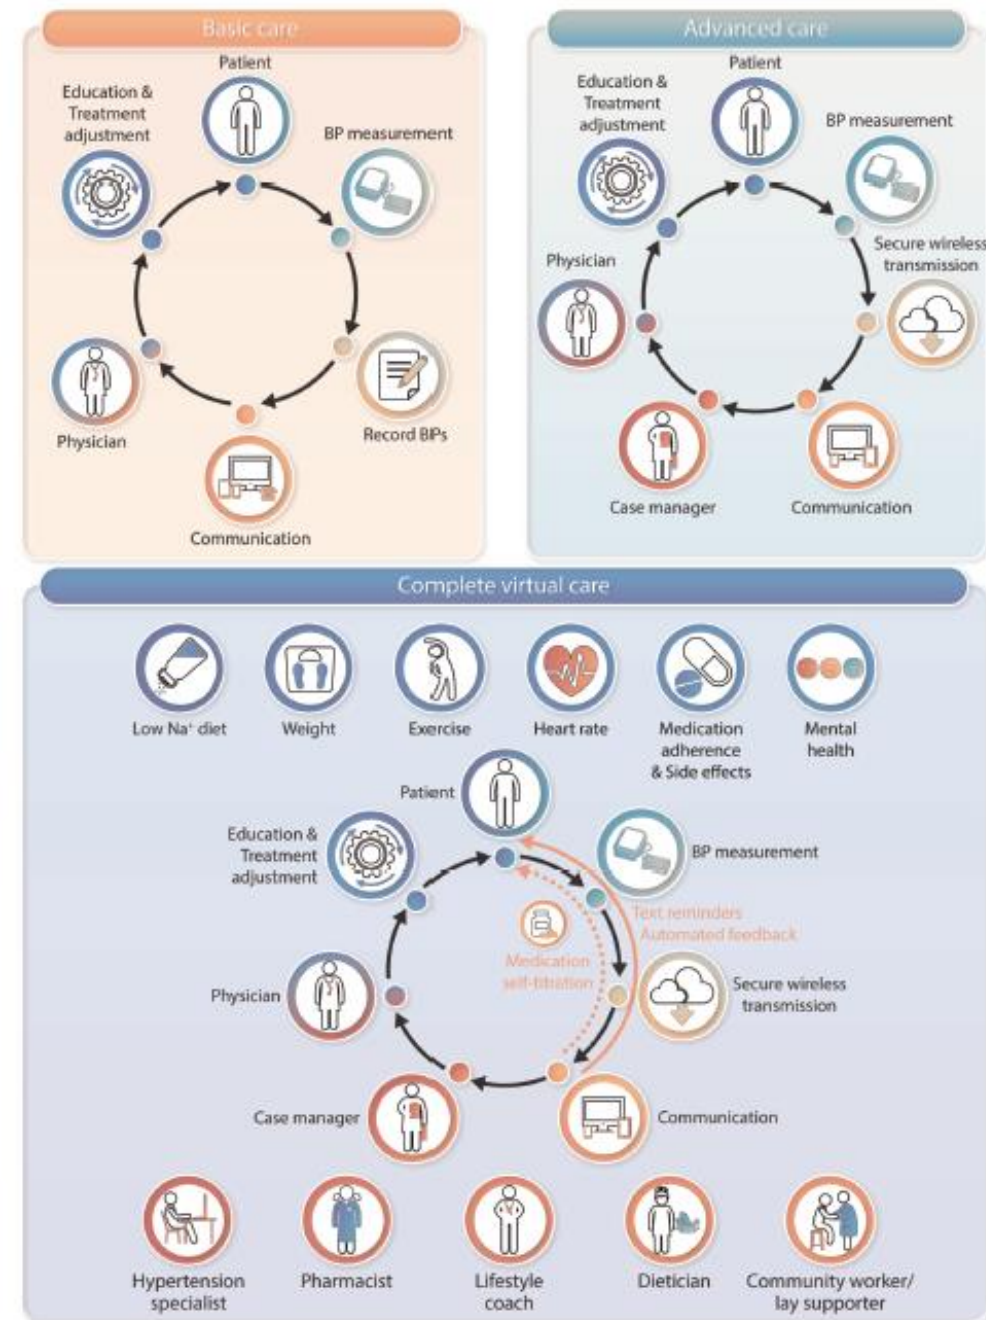 Basic care
Patient
Education &
Treatment
adjustment
BP measurement
Physician
Record BIPs
Communication
Advanced care
Patient
Education &
Treatment
adjustment
BP measurement
Secure wireless
transmission
Physician
Case manager
Communication
Complete virtual care
Low Na⁺ diet
Weight
Exercise
Heart rate
Medication
adherence
& Side effects
Mental
health
Patient
Education &
Treatment
adjustment
BP measurement
Text reminders
Automated feedback
Medication
self-titration
Physician
Secure wireless
transmission
Case manager
Communication
Hypertension
specialist
Pharmacist
Lifestyle
coach
Dietician
Community worker/
lay supporter